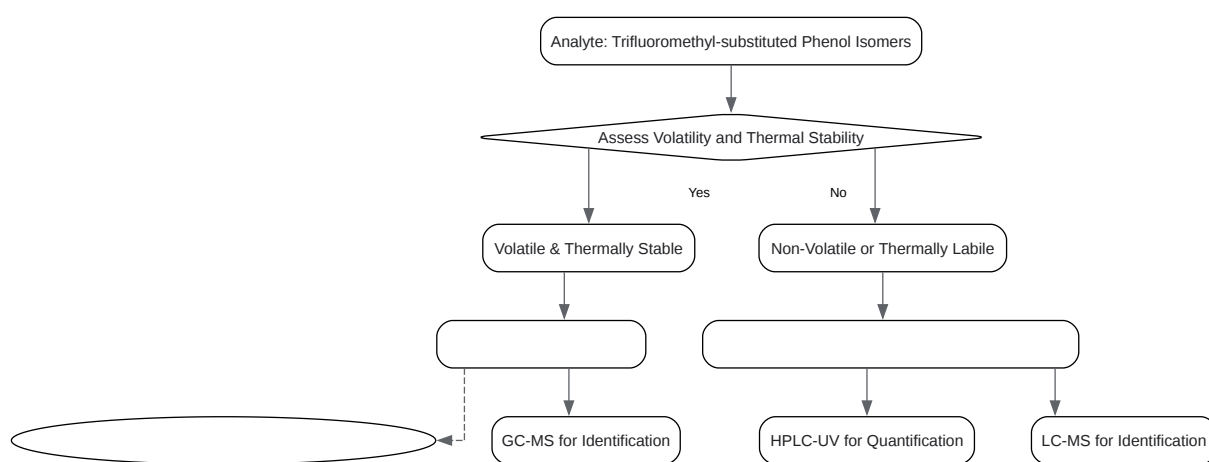 Analyte: Trifluoromethyl-substituted Phenol Isomers
Assess Volatility and Thermal Stability
Yes
No
Volatile & Thermally Stable
Non-Volatile or Thermally Labile
GC-MS for Identification
HPLC-UV for Quantification
LC-MS for Identification